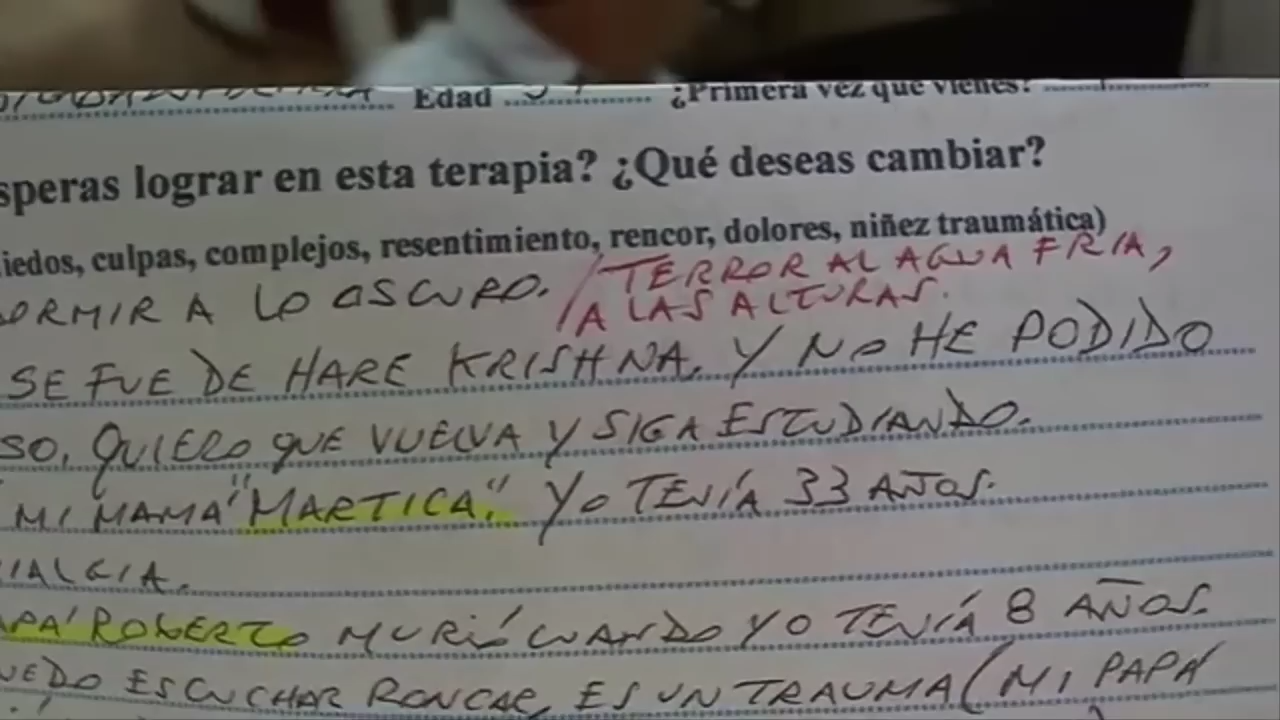 Edad ¿Primera vez que vienes?
speras lograr en esta terapia? ¿Qué deseas cambiar?
iedos, culpas, complejos, resentimiento, rencor, dolores, niñez traumática)
ORMIR A LO OSCURO. / TERROR AL AGUA FRIA,
/ A LAS ALTURAS.
SE FUE DE HARE KRISHNA. Y NO HE PODIDO
SO, QUIERO QUE VUELVA Y SIGA ESTUDIANDO.
MI MAMA "MARTICA." YO TENÍA 33 AÑOS.
IALGIA.
APÁ ROBERTO MURIÓ CUANDO YO TENÍA 8 AÑOS.
UEDO ESCUCHAR RONCAR, ES UN TRAUMA (MI PAPÁ